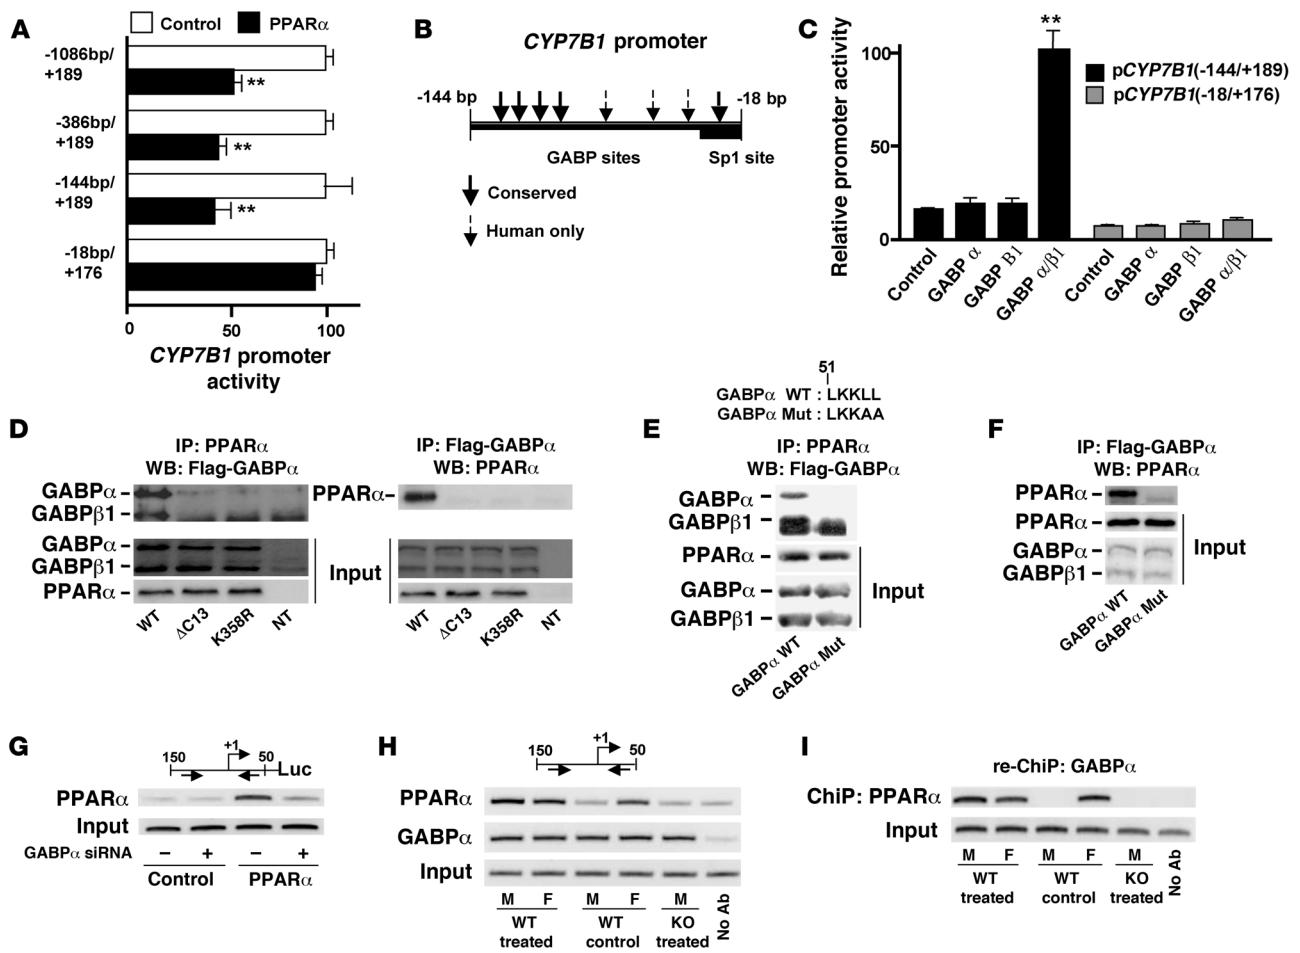 A
Control
PPARα
-1086bp/
+189
**
-386bp/
+189
**
-144bp/
+189
**
-18bp/
+176
0 50 100
CYP7B1 promoter
activity
B
CYP7B1 promoter
-144 bp
-18 bp
GABP sites
Sp1 site
Conserved
Human only
C
Relative promoter activity
100
50
0
**
pCYP7B1(-144/+189)
pCYP7B1(-18/+176)
Control
GABP α
GABP β1
GABP α/β1
Control
GABP α
GABP β1
GABP α/β1
D
IP: PPARα
WB: Flag-GABPα
GABPα
GABPβ1
GABPα
GABPβ1
PPARα
WT
ΔC13
K358R
NT
Input
IP: Flag-GABPα
WB: PPARα
PPARα
WT
ΔC13
K358R
NT
51
GABPα WT : LKKLL
GABPα Mut : LKKAA
E
IP: PPARα
WB: Flag-GABPα
GABPα
GABPβ1
PPARα
GABPα
GABPβ1
Input
GABPα WT
GABPα Mut
F
IP: Flag-GABPα
WB: PPARα
PPARα
PPARα
GABPα
GABPβ1
Input
GABPα WT
GABPα Mut
G
150 +1 50
Luc
PPARα
Input
GABPα siRNA − + − +
Control PPARα
H
150 +1 50
PPARα
GABPα
Input
M F M F M
WT
treated
WT
control
KO
treated
No Ab
I
re-ChiP: GABPα
ChiP: PPARα
Input
M F M F M
WT
treated
WT
control
KO
treated
No Ab